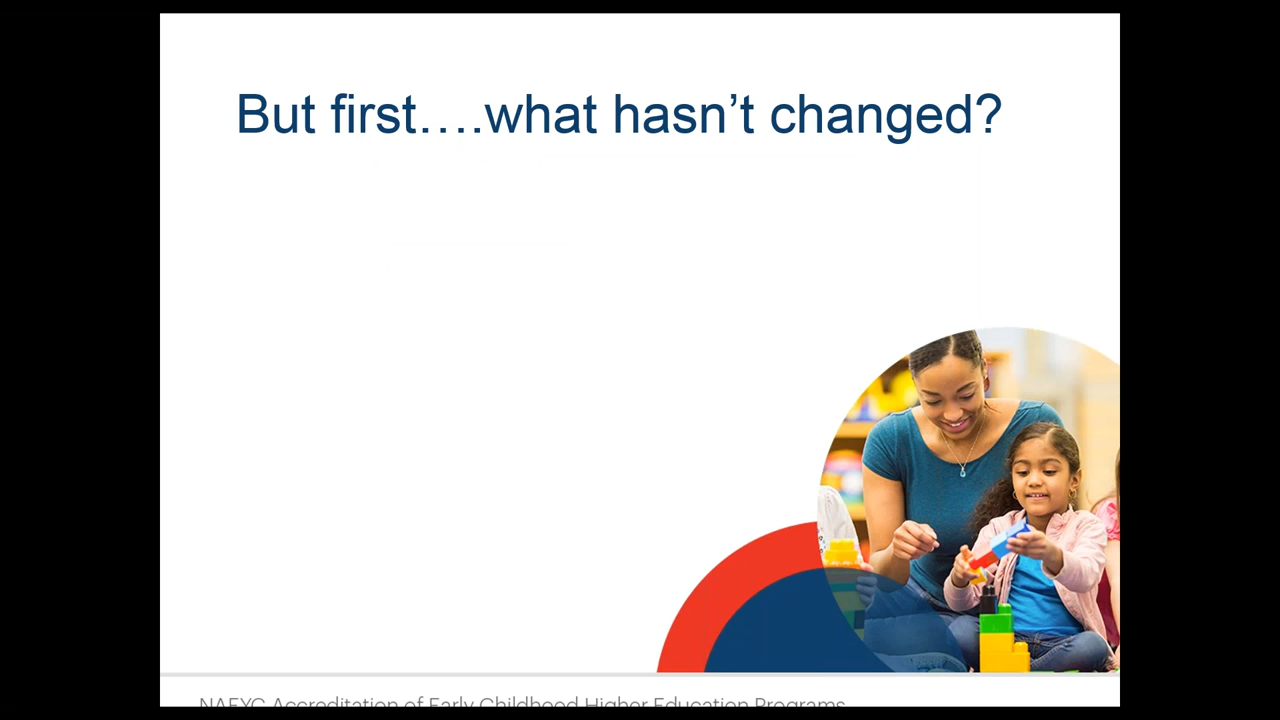 But first….what hasn’t changed?
NAEYC Accreditation of Early Childhood Higher Education Programs